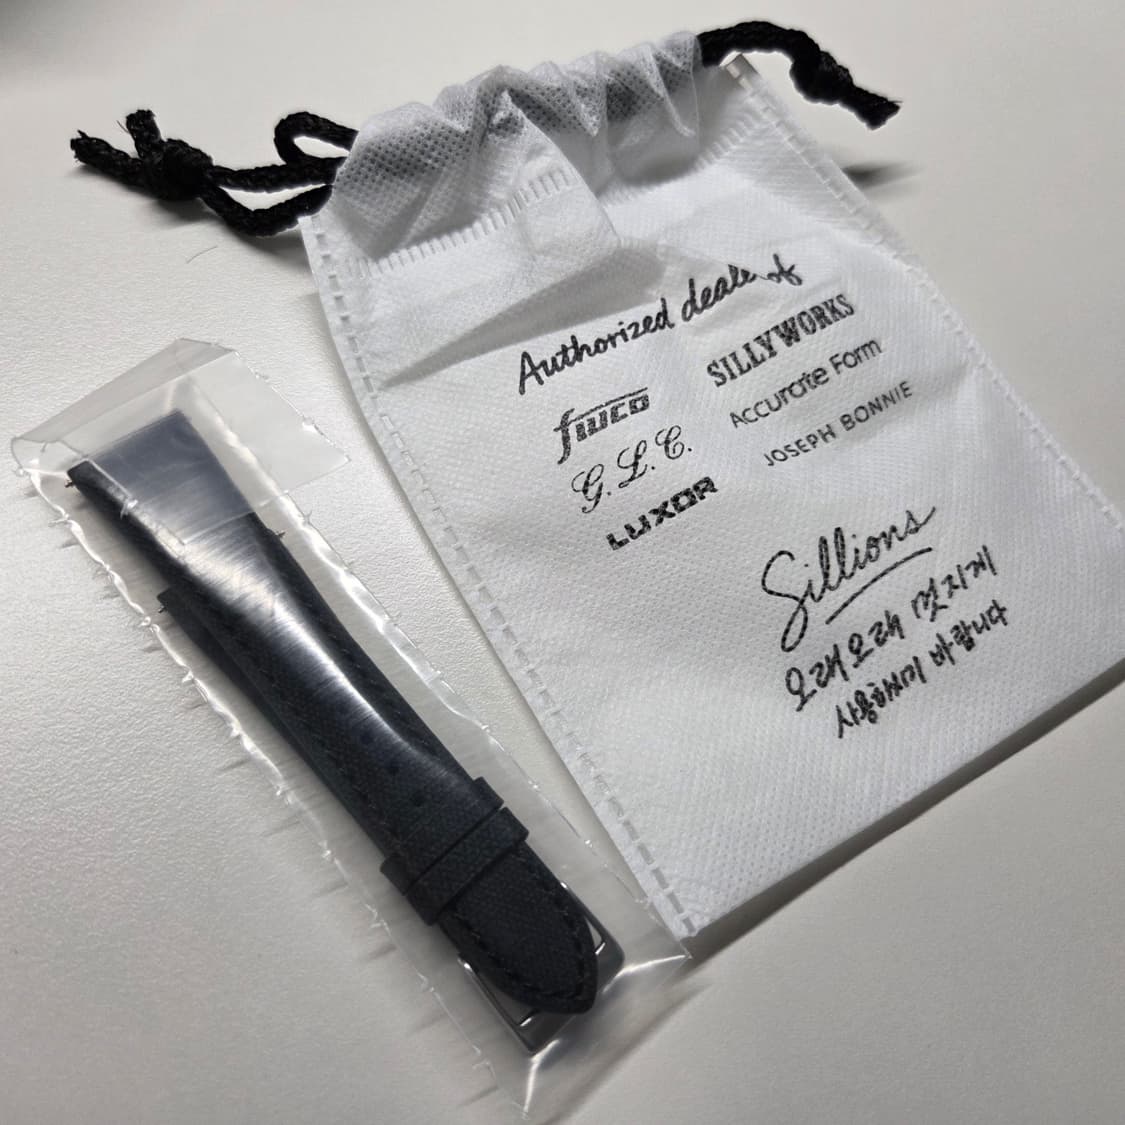 Authorized dealer of
fwco
G. L. C.
LUXOR
SILLYWORKS
Accurate Form
JOSEPH BONNIE
Sillions
오래오래 멋지게
사용하시기 바랍니다